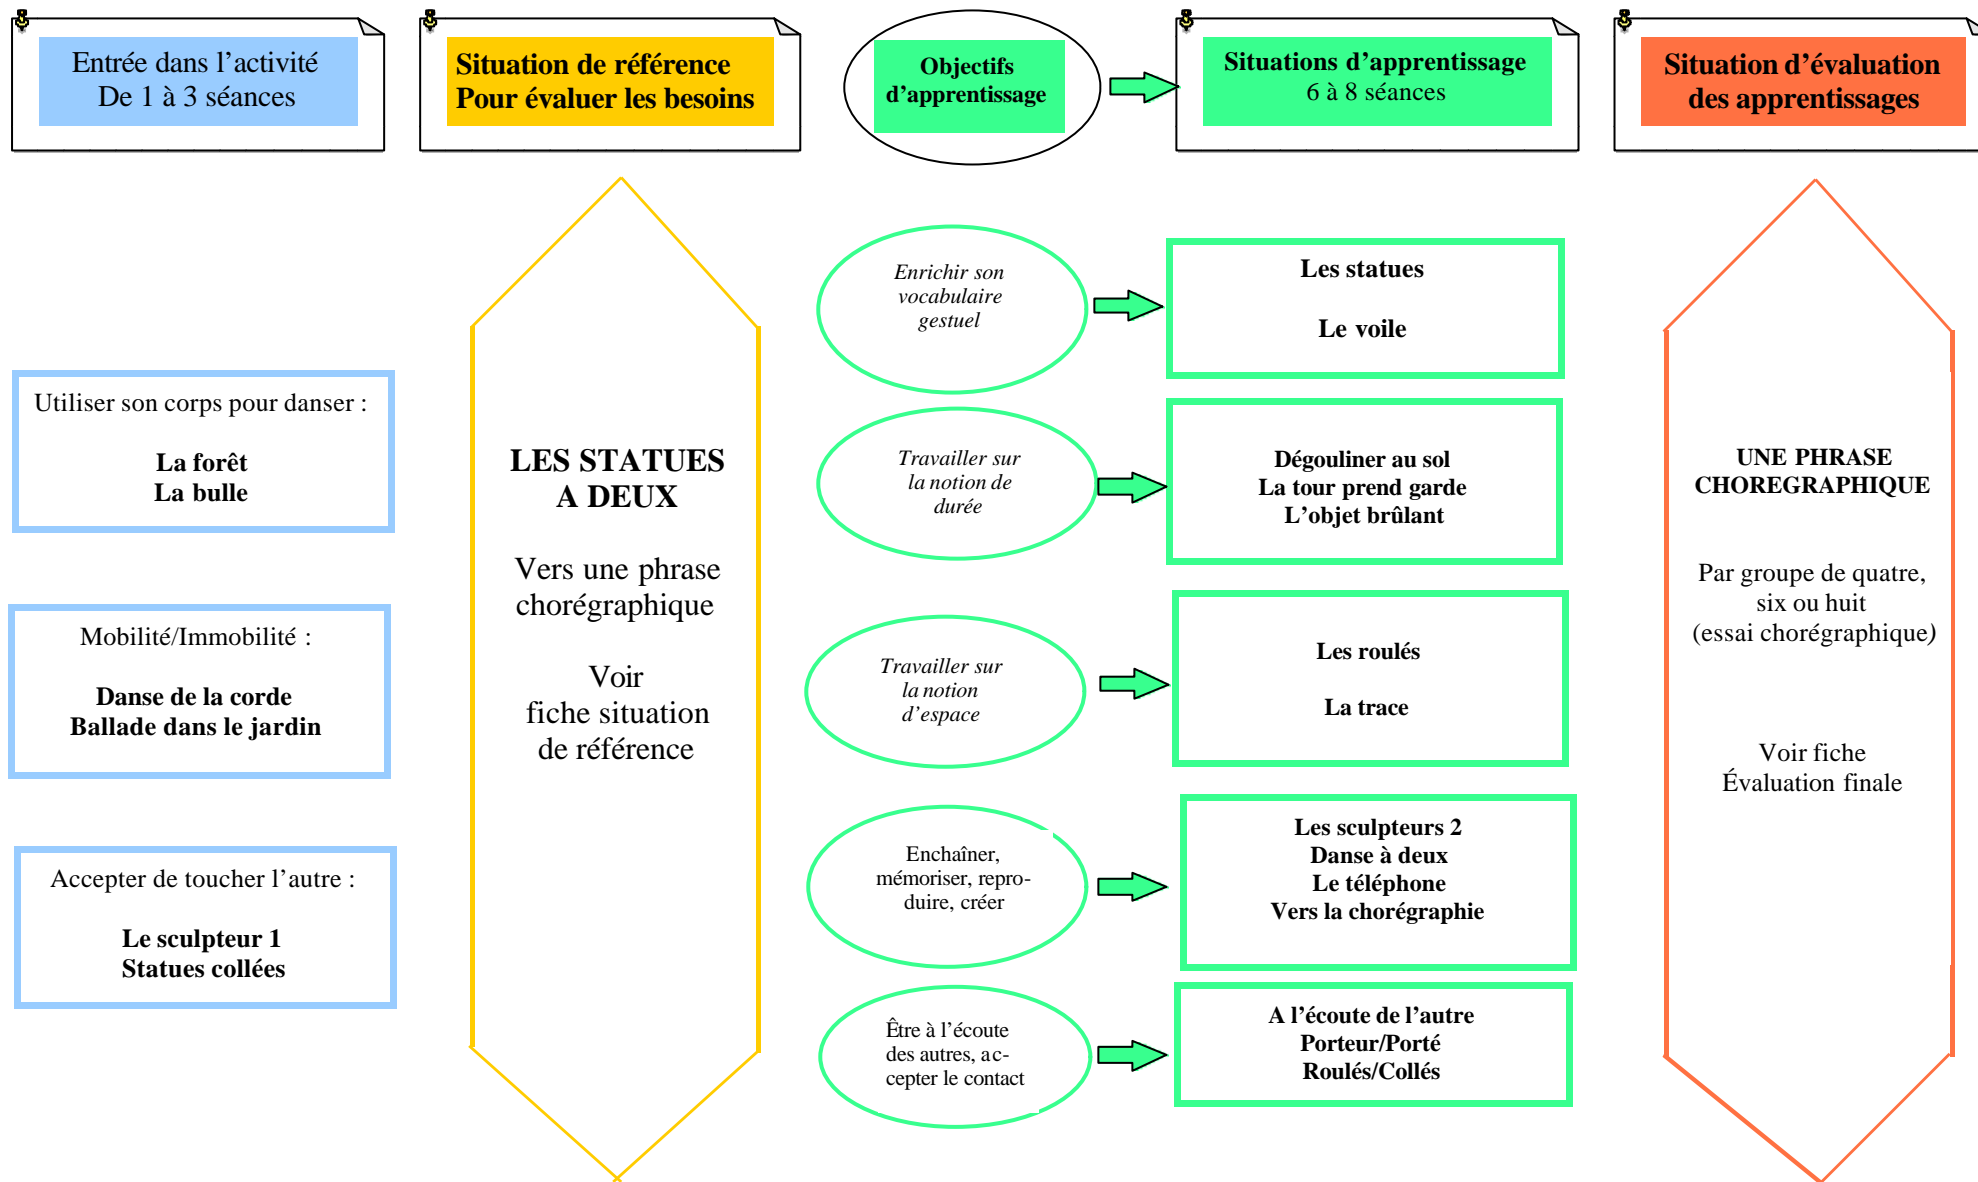 Entrée dans l’activité
De 1 à 3 séances
Situation de référence
Pour évaluer les besoins
Objectifs
d’apprentissage
Situations d’apprentissage
6 à 8 séances
Situation d’évaluation
des apprentissages
Utiliser son corps pour danser :
La forêt
La bulle
Mobilité/Immobilité :
Danse de la corde
Ballade dans le jardin
Accepter de toucher l’autre :
Le sculpteur 1
Statues collées
LES STATUES
A DEUX
Vers une phrase
chorégraphique
Voir
fiche situation
de référence
Enrichir son
vocabulaire
gestuel
Les statues
Le voile
Travailler sur
la notion de
durée
Dégouliner au sol
La tour prend garde
L’objet brûlant
Travailler sur
la notion
d’espace
Les roulés
La trace
Enchaîner,
mémoriser, repro-
duire, créer
Les sculpteurs 2
Danse à deux
Le téléphone
Vers la chorégraphie
Être à l’écoute
des autres, ac-
cepter le contact
A l’écoute de l’autre
Porteur/Porté
Roulés/Collés
UNE PHRASE
CHOREGRAPHIQUE
Par groupe de quatre,
six ou huit
(essai chorégraphique)
Voir fiche
Évaluation finale